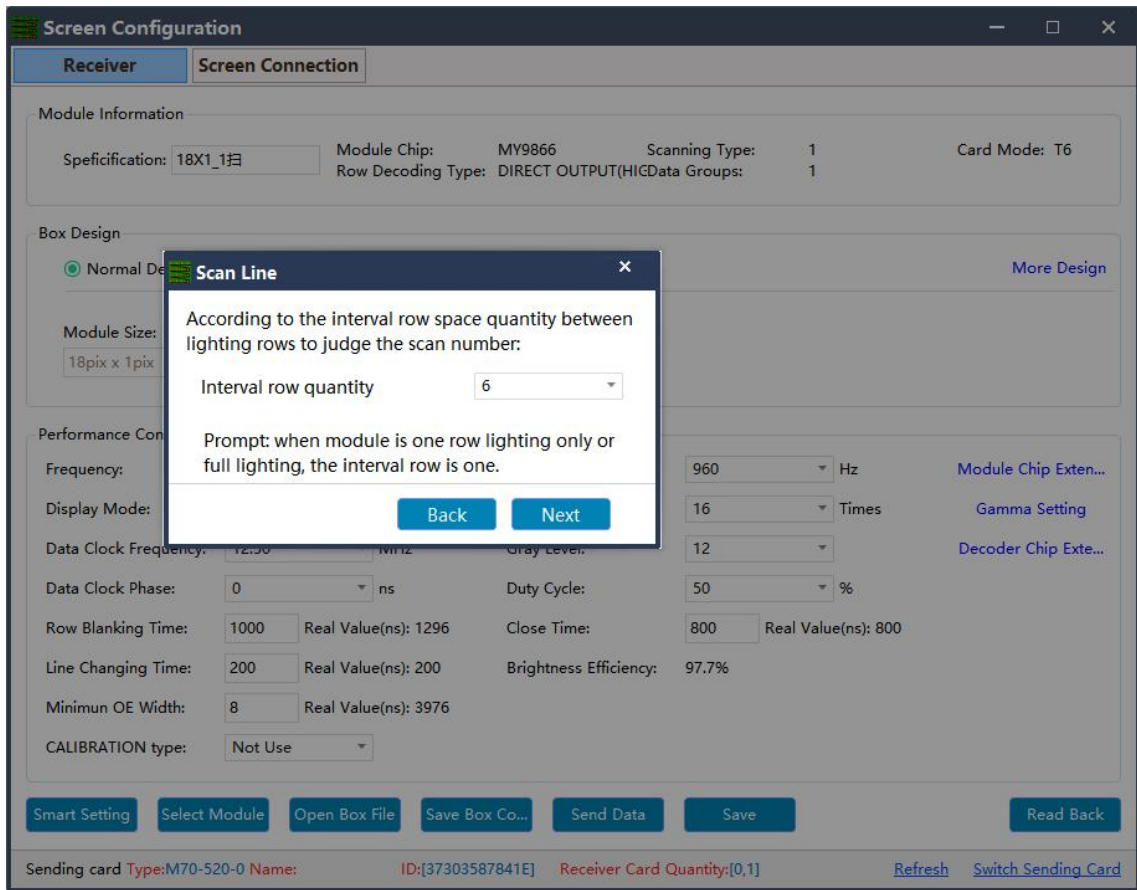 Screen Configuration
Receiver Screen Connection
Module Information
Speficification: 18X1_1扫 Module Chip: MY9866 Scanning Type: 1 Card Mode: T6
Row Decoding Type: DIRECT OUTPUT(HIG Data Groups: 1
Box Design
Normal De More Design
Scan Line
According to the interval row space quantity between
lighting rows to judge the scan number:
Module Size:
18pix x 1pix
Interval row quantity 6
Prompt: when module is one row lighting only or
full lighting, the interval row is one.
Back Next
Performance Con
Frequency: 960 Hz Module Chip Exten...
Display Mode: 16 Times Gamma Setting
Data Clock Frequency: 12.50 MHz Gray Level: 12 Decoder Chip Exte...
Data Clock Phase: 0 ns Duty Cycle: 50 %
Row Blanking Time: 1000 Real Value(ns): 1296 Close Time: 800 Real Value(ns): 800
Line Changing Time: 200 Real Value(ns): 200 Brightness Efficiency: 97.7%
Minimun OE Width: 8 Real Value(ns): 3976
CALIBRATION type: Not Use
Smart Setting Select Module Open Box File Save Box Co... Send Data Save Read Back
Sending card Type:M70-520-0 Name: ID:[37303587841E] Receiver Card Quantity:[0,1] Refresh Switch Sending Card